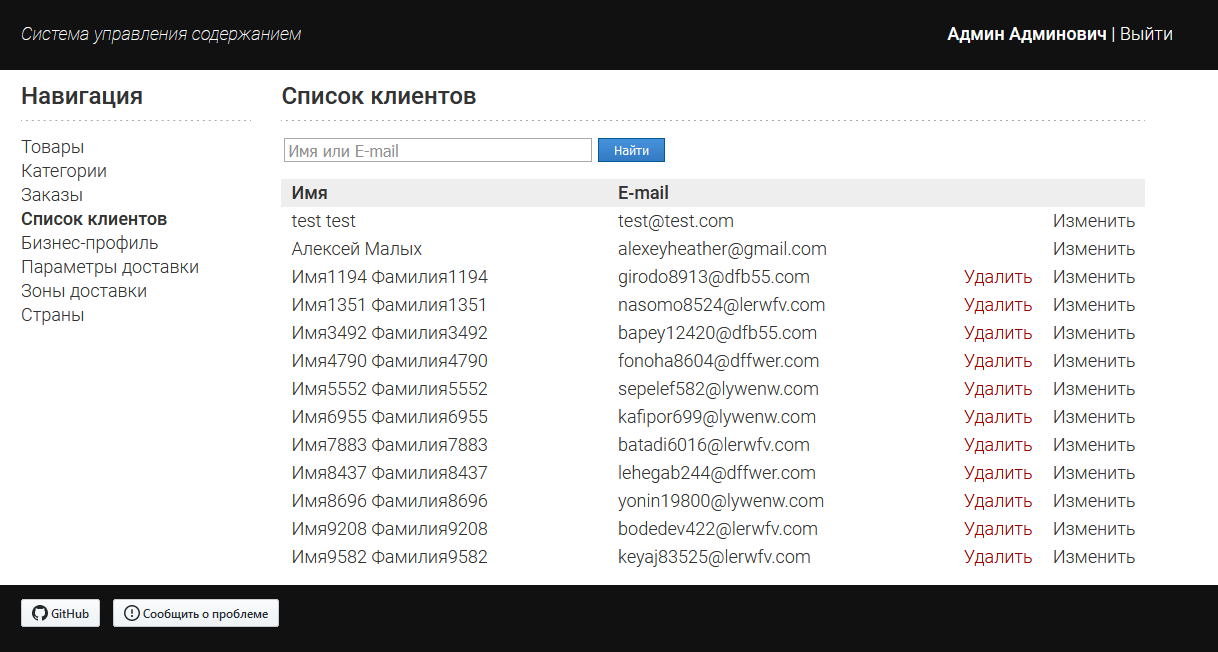 Система управления содержанием
Админ Админович | Выйти
Навигация
Товары
Категории
Заказы
Список клиентов
Бизнес-профиль
Параметры доставки
Зоны доставки
Страны
Список клиентов
Имя или E-mail
Найти
Имя E-mail
test test test@test.com Изменить
Алексей Малых alexeyheather@gmail.com Изменить
Имя1194 Фамилия1194 girodo8913@dfb55.com Удалить Изменить
Имя1351 Фамилия1351 nasomo8524@lerwfv.com Удалить Изменить
Имя3492 Фамилия3492 bapey12420@dfb55.com Удалить Изменить
Имя4790 Фамилия4790 fonoha8604@dffwer.com Удалить Изменить
Имя5552 Фамилия5552 sepelef582@lywenw.com Удалить Изменить
Имя6955 Фамилия6955 kafipor699@lywenw.com Удалить Изменить
Имя7883 Фамилия7883 batadi6016@lerwfv.com Удалить Изменить
Имя8437 Фамилия8437 lehegab244@dffwer.com Удалить Изменить
Имя8696 Фамилия8696 yonin19800@lywenw.com Удалить Изменить
Имя9208 Фамилия9208 bodedev422@lerwfv.com Удалить Изменить
Имя9582 Фамилия9582 keyaj83525@lerwfv.com Удалить Изменить
GitHub
Сообщить о проблеме